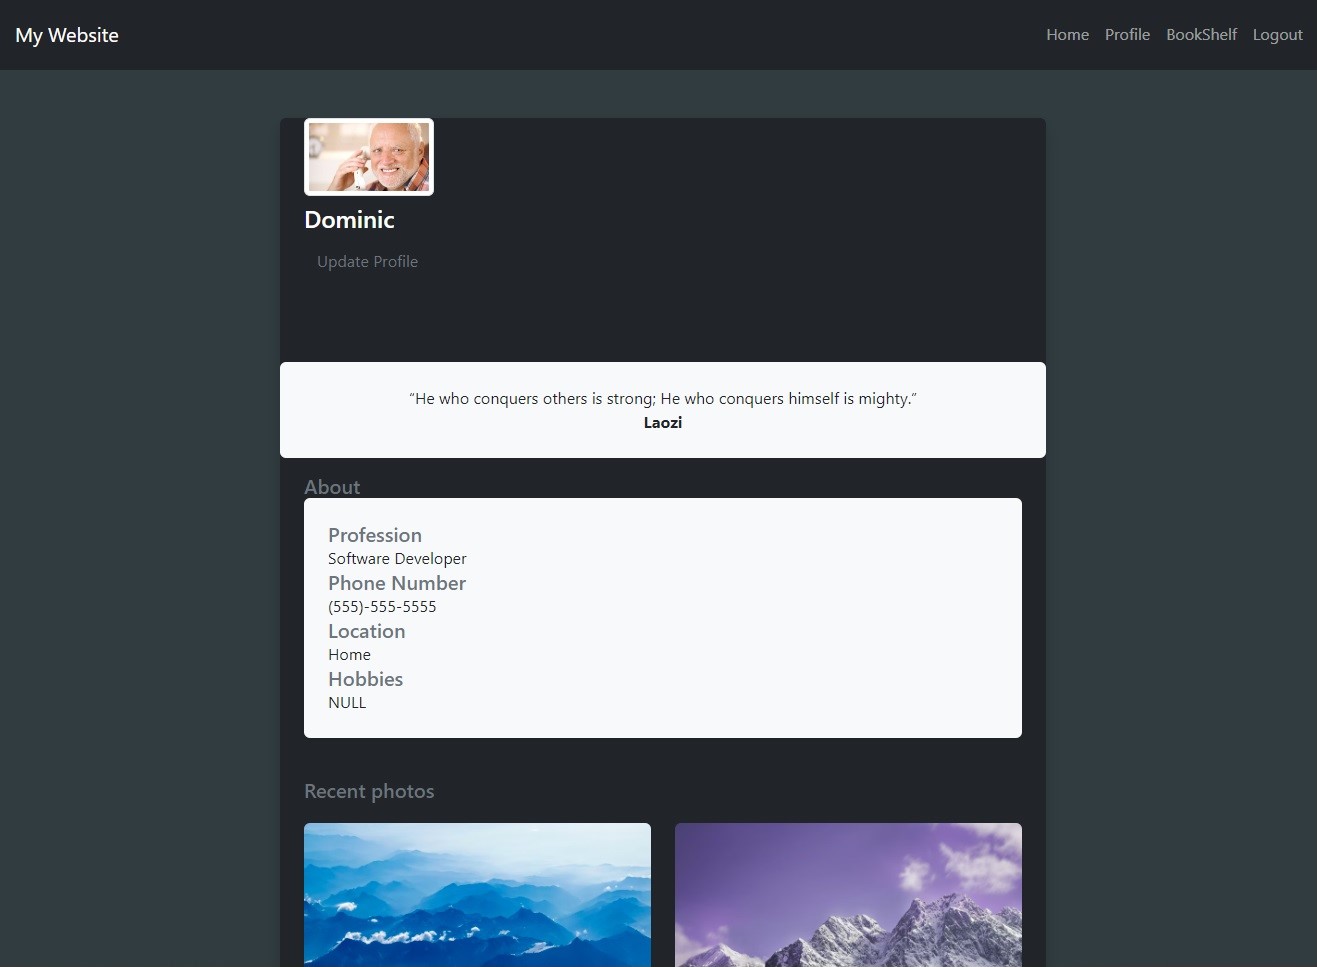 My Website
Home Profile BookShelf Logout
Dominic
Update Profile
“He who conquers others is strong; He who conquers himself is mighty.”
Laozi
About
Profession
Software Developer
Phone Number
(555)-555-5555
Location
Home
Hobbies
NULL
Recent photos